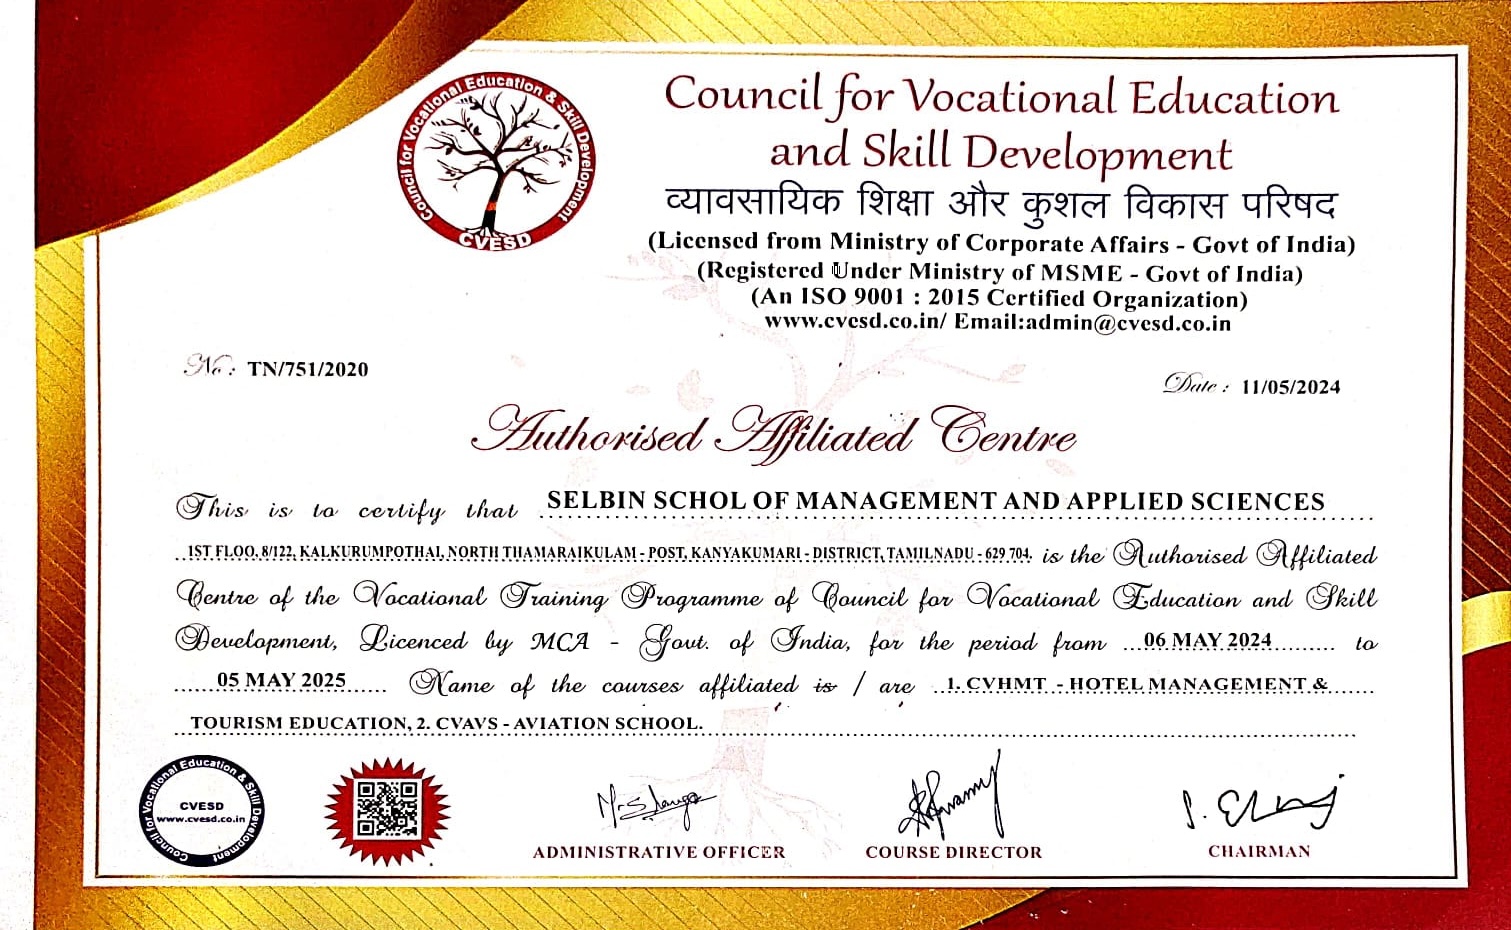 Council for Vocational Education & Skill Development
CVESD
Council for Vocational Education
and Skill Development
व्यावसायिक शिक्षा और कुशल विकास परिषद
(Licensed from Ministry of Corporate Affairs - Govt of India)
(Registered Under Ministry of MSME - Govt of India)
(An ISO 9001 : 2015 Certified Organization)
www.cvesd.co.in/ Email:admin@cvesd.co.in
No : TN/751/2020
Date : 11/05/2024
Authorised Affiliated Centre
This is to certify that SELBIN SCHOL OF MANAGEMENT AND APPLIED SCIENCES
1ST FLOO, 8/122, KALKURUMPOTHAI, NORTH THAMARAIKULAM - POST, KANYAKUMARI - DISTRICT, TAMILNADU - 629 704. is the Authorised Affiliated
Centre of the Vocational Training Programme of Council for Vocational Education and Skill
Development, Licenced by MCA - Govt. of India, for the period from 06 MAY 2024 to
05 MAY 2025 Name of the courses affiliated is / are 1. CVHMT - HOTEL MANAGEMENT &
TOURISM EDUCATION, 2. CVAVS - AVIATION SCHOOL.
Council for Vocational Education & Skill Development
CVESD
www.cvesd.co.in
ADMINISTRATIVE OFFICER
COURSE DIRECTOR
CHAIRMAN